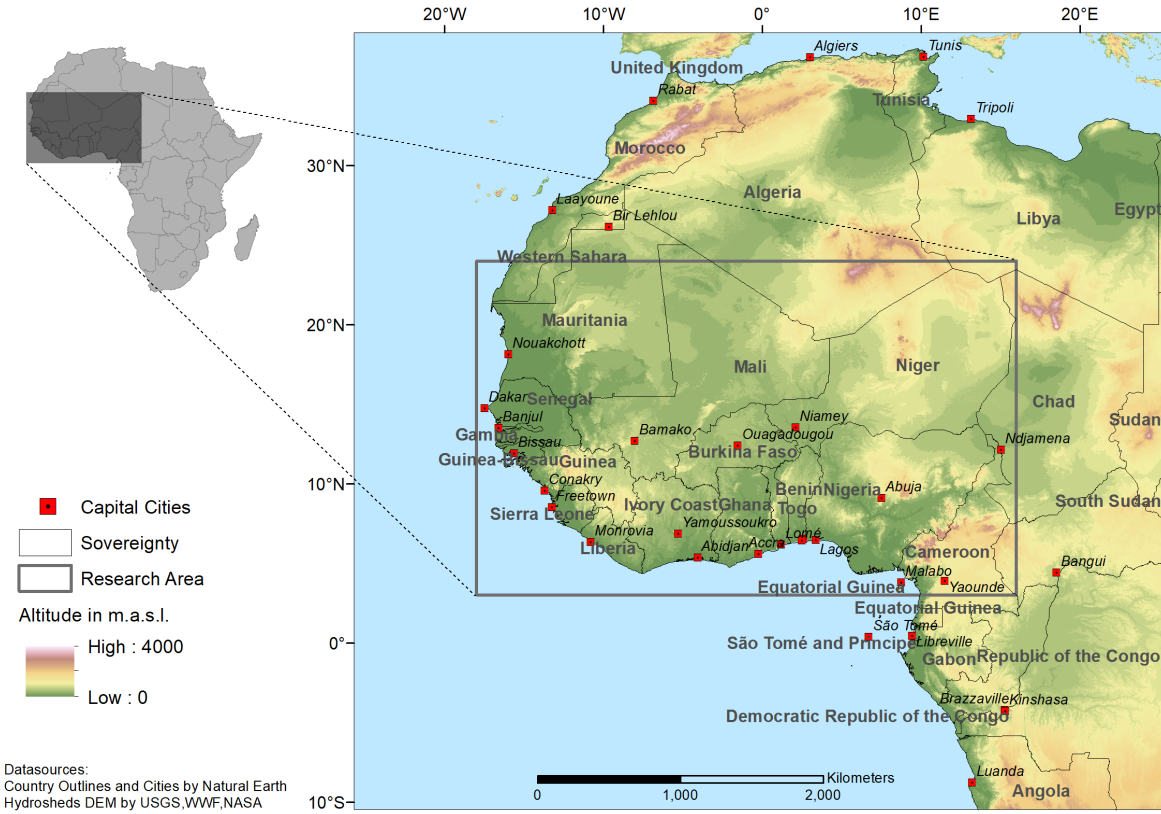 20°W 10°W 0° 10°E 20°E
Algiers Tunis
United Kingdom
Rabat
Tunisia
Tripoli
Morocco
30°N
Algeria
Laayoune
Bir Lehlou
Libya Egypt
Western Sahara
20°N
Mauritania
Nouakchott
Mali Niger
Dakar Senegal Chad
Banjul Niamey Sudan
Gambia Bamako Ouagadougou Ndjamena
Bissau Burkina Faso
Guinea-Bissau Guinea
10°N
Conakry Benin Nigeria Abuja
Freetown Ivory Coast Ghana Togo South Sudan
Sierra Leone Yamoussoukro
Monrovia Abidjan Accra Lomé Lagos
Liberia Cameroon Bangui
Malabo
Equatorial Guinea Yaounde
Equatorial Guinea
São Tomé
0°
São Tomé and Principe Libreville
Gabon Republic of the Congo
Brazzaville Kinshasa
Democratic Republic of the Congo
Luanda
Angola
10°S
Kilometers
0 1,000 2,000
Capital Cities
Sovereignty
Research Area
Altitude in m.a.s.l.
High : 4000
Low : 0
Datasources:
Country Outlines and Cities by Natural Earth
Hydrosheds DEM by USGS,WWF,NASA